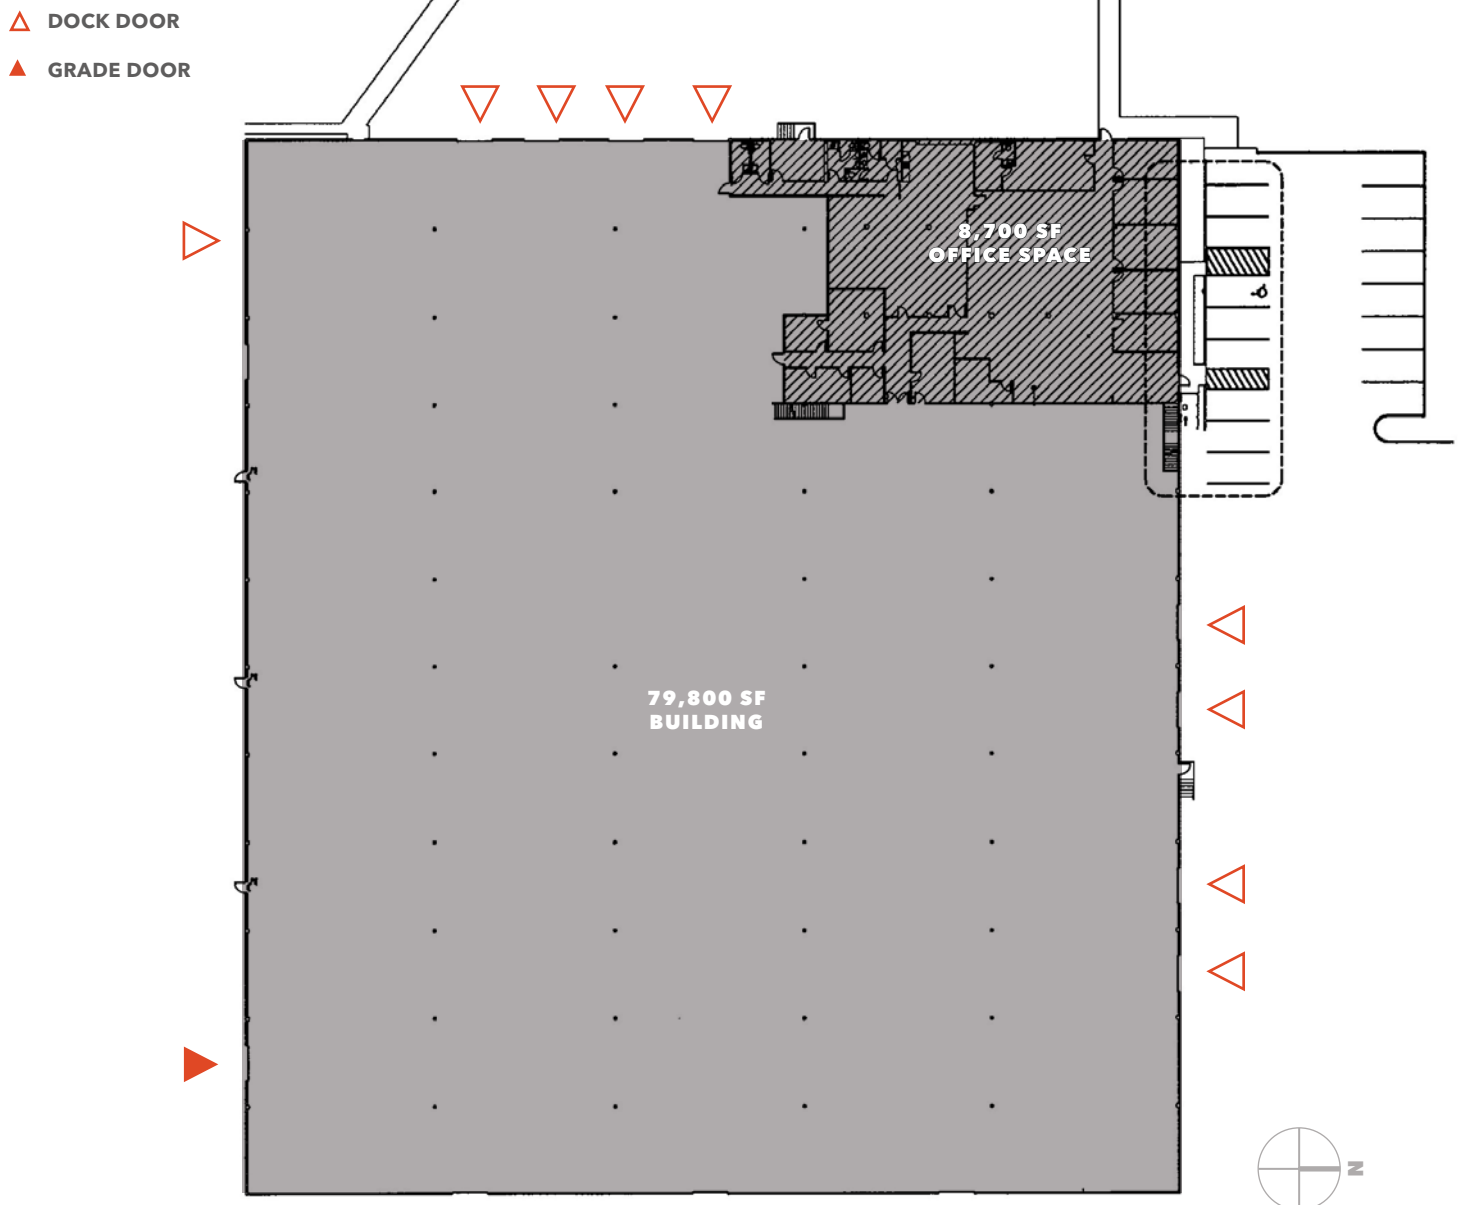 DOCK DOOR
GRADE DOOR
8,700 SF
OFFICE SPACE
79,800 SF
BUILDING
N